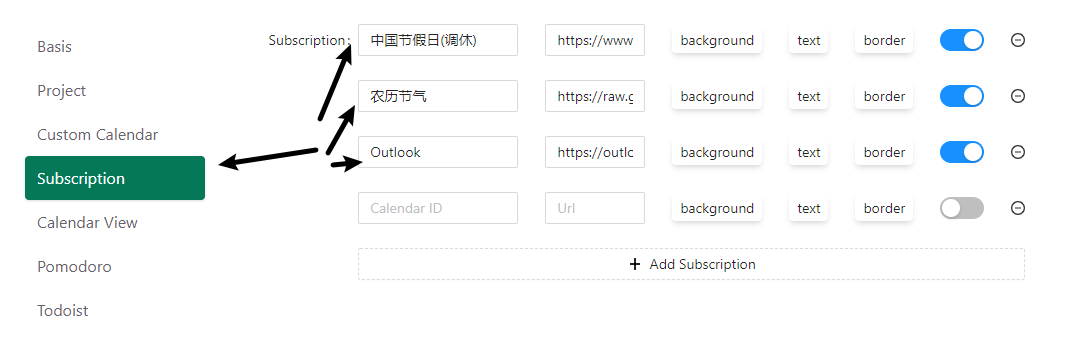 Basis
Project
Custom Calendar
Subscription
Calendar View
Pomodoro
Todoist
Subscription: 中国节假日(调休) https://www background text border
农历节气 https://raw.g background text border
Outlook https://outlc background text border
Calendar ID Url background text border
+ Add Subscription